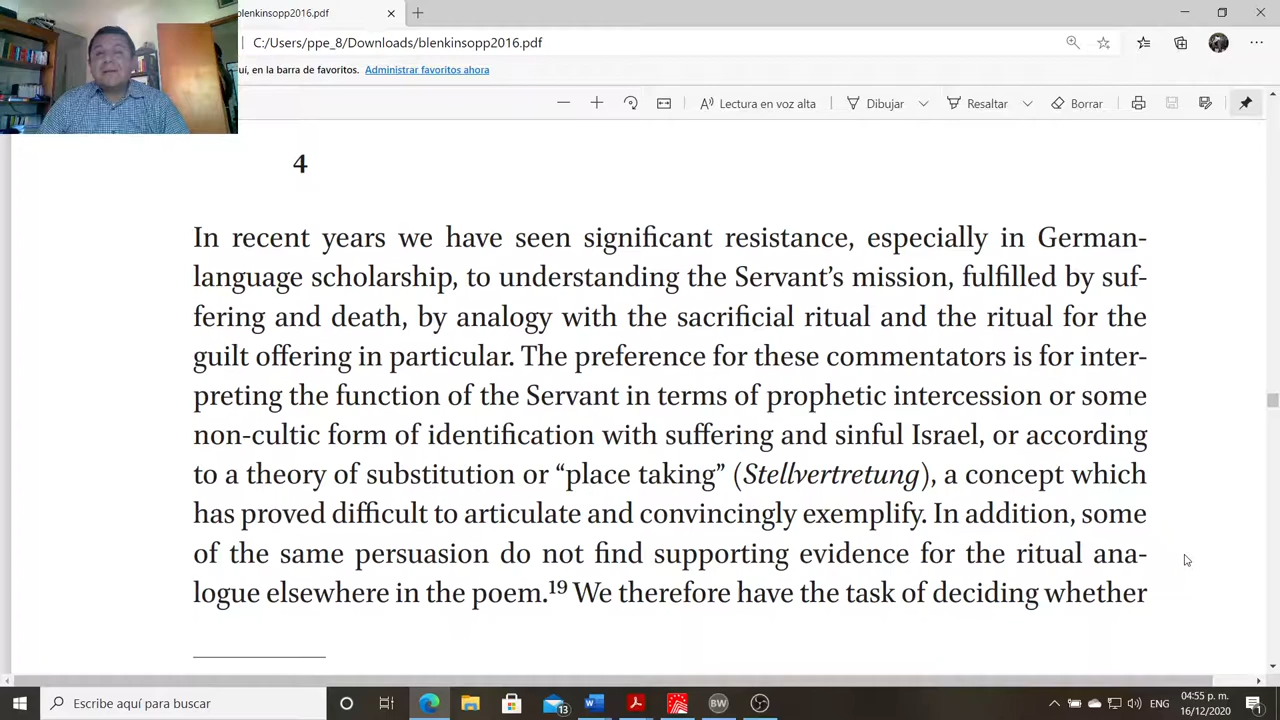 blenkinsopp2016.pdf
C:/Users/ppe_8/Downloads/blenkinsopp2016.pdf
uí, en la barra de favoritos. Administrar favoritos ahora
Lectura en voz alta Dibujar Resaltar Borrar
4
In recent years we have seen significant resistance, especially in German-
language scholarship, to understanding the Servant's mission, fulfilled by suf-
fering and death, by analogy with the sacrificial ritual and the ritual for the
guilt offering in particular. The preference for these commentators is for inter-
preting the function of the Servant in terms of prophetic intercession or some
non-cultic form of identification with suffering and sinful Israel, or according
to a theory of substitution or “place taking” (Stellvertretung), a concept which
has proved difficult to articulate and convincingly exemplify. In addition, some
of the same persuasion do not find supporting evidence for the ritual ana-
logue elsewhere in the poem.19 We therefore have the task of deciding whether
Escribe aquí para buscar
13
W
BW
ENG
04:55 p. m.
16/12/2020
1